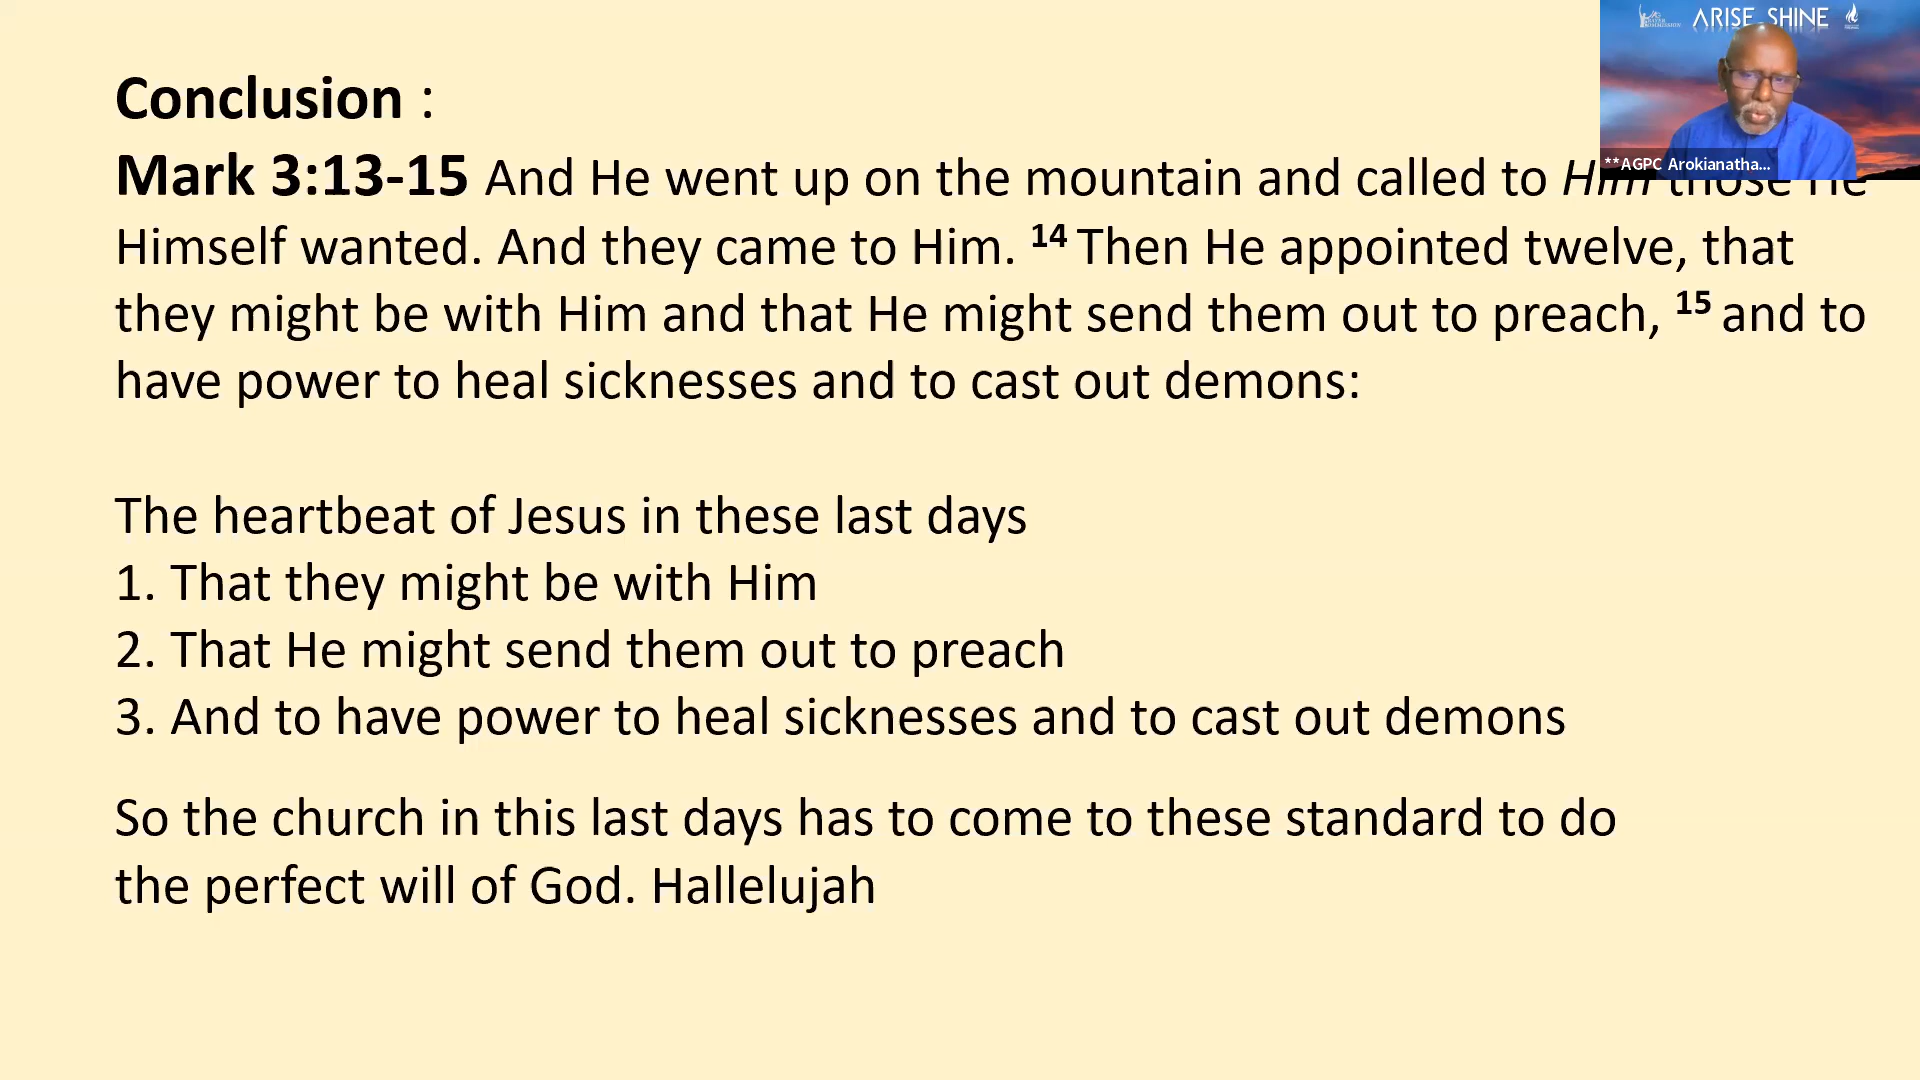 ARISE SHINE
Conclusion :
**AGPC Arokianatha...
Mark 3:13-15 And He went up on the mountain and called to Him those He
Himself wanted. And they came to Him. 14 Then He appointed twelve, that
they might be with Him and that He might send them out to preach, 15 and to
have power to heal sicknesses and to cast out demons:
The heartbeat of Jesus in these last days
1. That they might be with Him
2. That He might send them out to preach
3. And to have power to heal sicknesses and to cast out demons
So the church in this last days has to come to these standard to do
the perfect will of God. Hallelujah